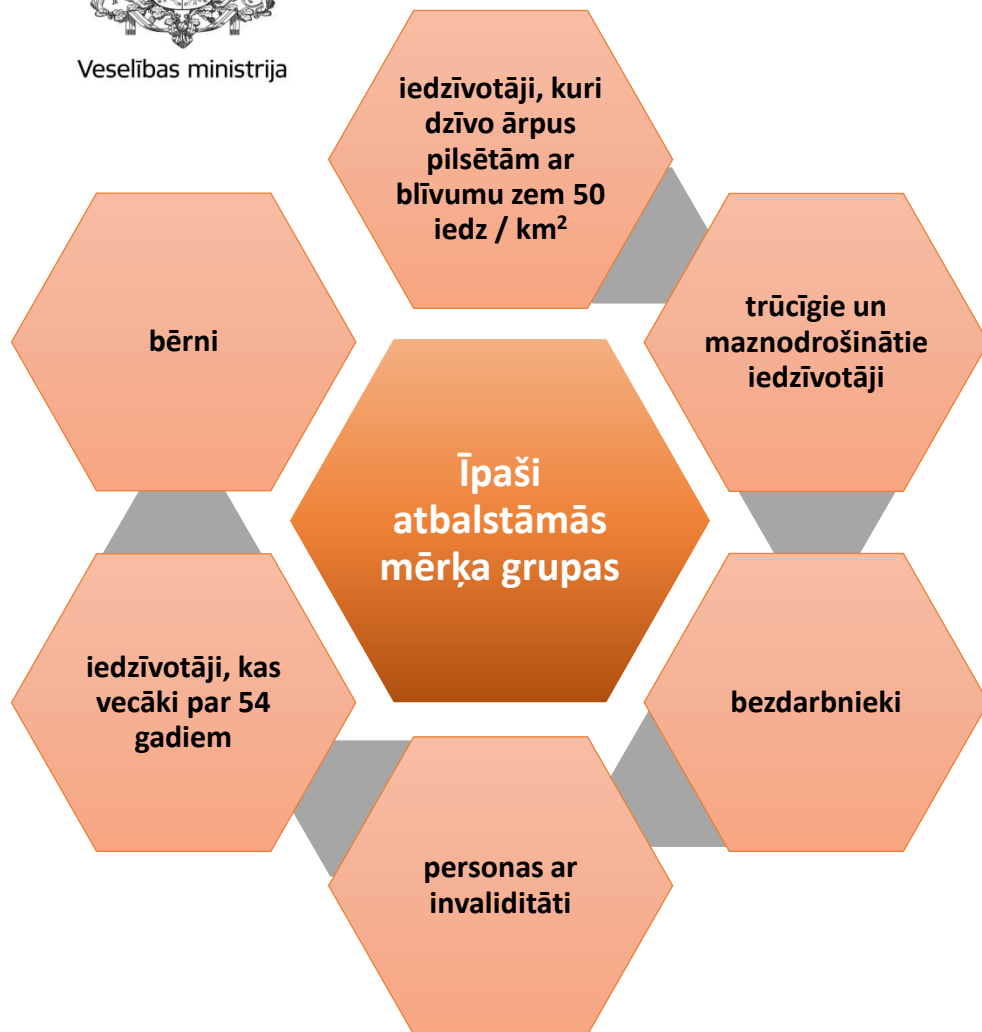 Veselības ministrija
iedzīvotāji, kuri
dzīvo ārpus
pilsētām ar
blīvumu zem 50
iedz / km²
trūcīgie un
maznodrošinātie
iedzīvotāji
bezdarbnieki
personas ar
invaliditāti
iedzīvotāji, kas
vecāki par 54
gadiem
bērni
Īpaši
atbalstāmās
mērķa grupas